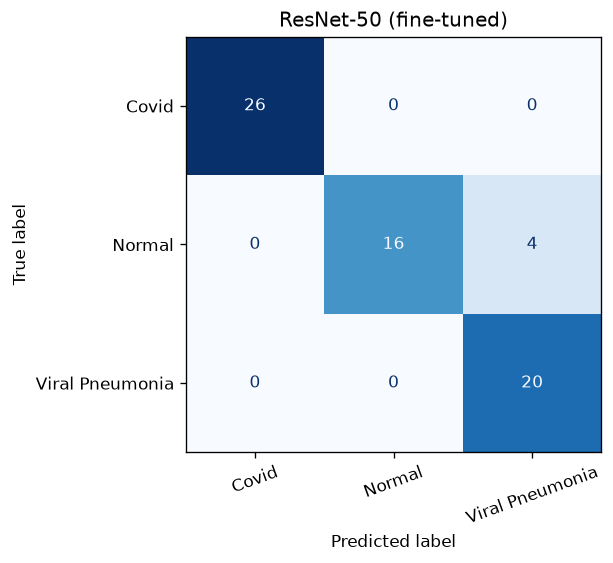 ResNet-50 (fine-tuned)
True label
Covid 26 0 0
Normal 0 16 4
Viral Pneumonia 0 0 20
Covid Normal Viral Pneumonia
Predicted label